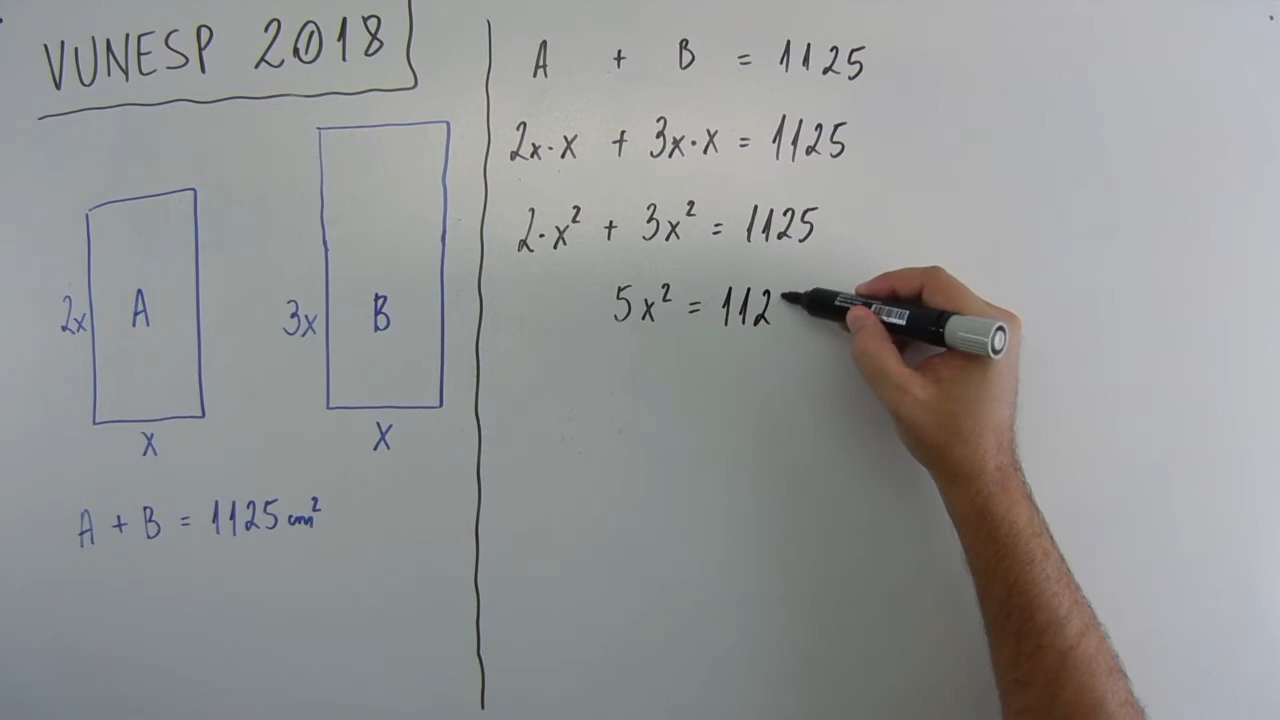 VUNESP 2018
2x
A
x
3x
B
x
A + B = 1125 cm²
A + B = 1125
2x·x + 3x·x = 1125
2·x² + 3x² = 1125
5x² = 112